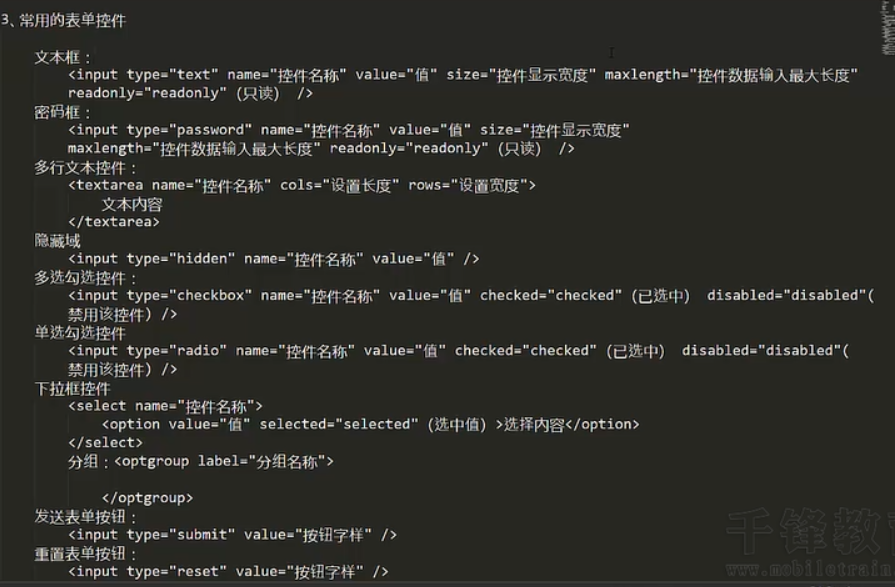 3、常用的表单控件
文本框：
<input type="text" name="控件名称" value="值" size="控件显示宽度" maxlength="控件数据输入最大长度"
readonly="readonly"（只读） />
密码框：
<input type="password" name="控件名称" value="值" size="控件显示宽度"
maxlength="控件数据输入最大长度" readonly="readonly"（只读） />
多行文本控件：
<textarea name="控件名称" cols="设置长度" rows="设置宽度">
文本内容
</textarea>
隐藏域
<input type="hidden" name="控件名称" value="值" />
多选勾选控件：
<input type="checkbox" name="控件名称" value="值" checked="checked"（已选中） disabled="disabled"(
禁用该控件）/>
单选勾选控件
<input type="radio" name="控件名称" value="值" checked="checked"（已选中） disabled="disabled"(
禁用该控件）/>
下拉框控件
<select name="控件名称">
<option value="值" selected="selected"（选中值）>选择内容</option>
</select>
分组：<optgroup label="分组名称">
</optgroup>
发送表单按钮：
<input type="submit" value="按钮字样" />
重置表单按钮：
<input type="reset" value="按钮字样" />
千锋教育
www.mobiletrain